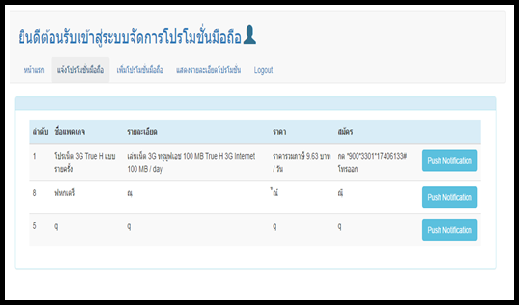 ยินดีต้อนรับเข้าสู่ระบบจัดการโปรโมชั่นมือถือ
หน้าแรก แจ้งโปรโมชั่นมือถือ เพิ่มโปรโมชั่นมือถือ แสดงรายละเอียดโปรโมชั่น Logout
ลำดับ ชื่อแพคเกจ รายละเอียด ราคา สมัคร
1 โปรเน็ต 3G True H แบบ เล่นเน็ต 3G ทรูมูฟเอช 100 MB True H 3G Internet ราคารวมภาษี 9.63 บาท กด *900*3301*17406133# Push Notification
รายครั้ง 100 MB / day / วัน โทรออก
8 ฟหกเดรี ณ ณ์ ณี Push Notification
5 q q q q Push Notification